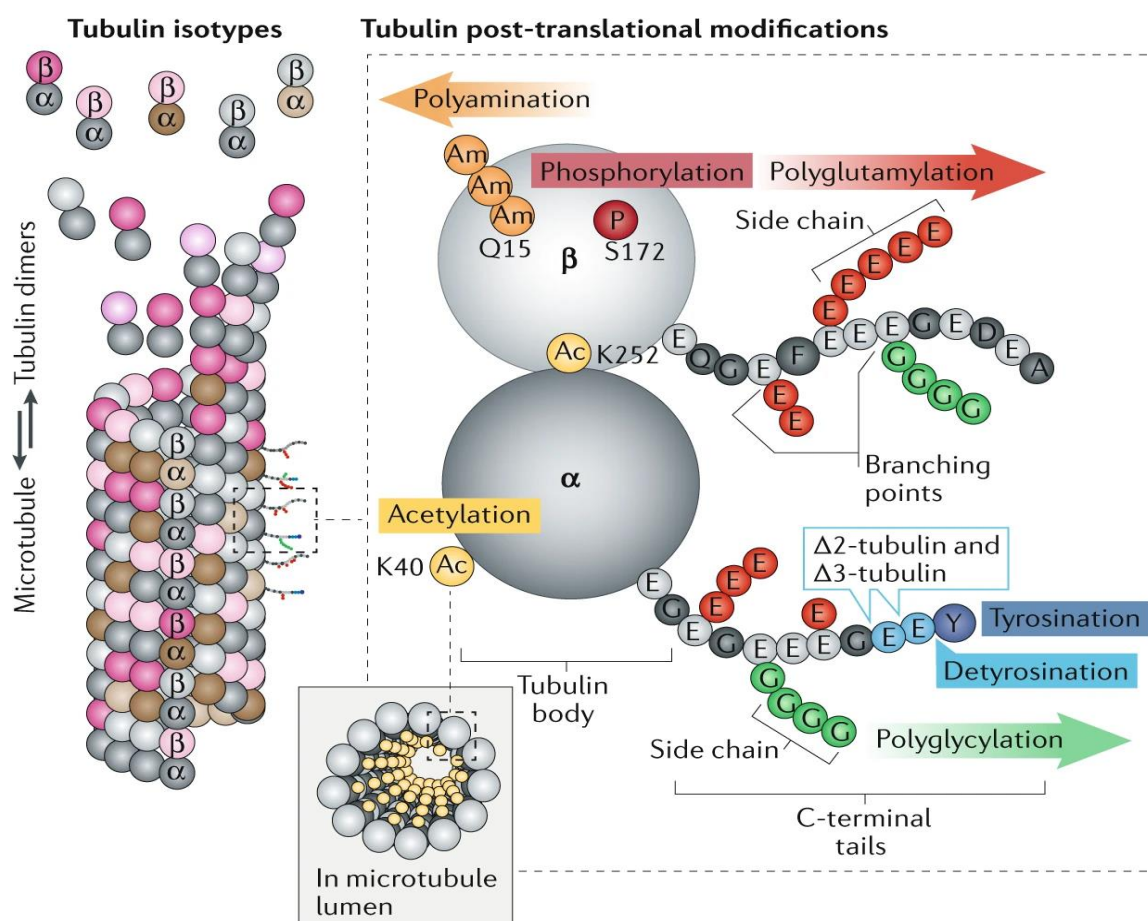 Tubulin isotypes
Tubulin post-translational modifications
β
α
β
α
β
α
β
α
β
α
Tubulin dimers
Microtubule
β
α
β
α
β
α
β
α
β
α
β
α
Polyamination
Am
Am
Am
Q15
Phosphorylation
P
S172
β
Polyglutamylation
Side chain
E E E E E
E Q G E F E E E G E D E A
E E
G G G G
Branching
points
Ac K252
α
Acetylation
K40 Ac
E G E G E E E G E E Y
E E E
E
G G G G
Δ2-tubulin and
Δ3-tubulin
Tyrosination
Detyrosination
Tubulin
body
Side chain
Polyglycylation
C-terminal
tails
In microtubule
lumen